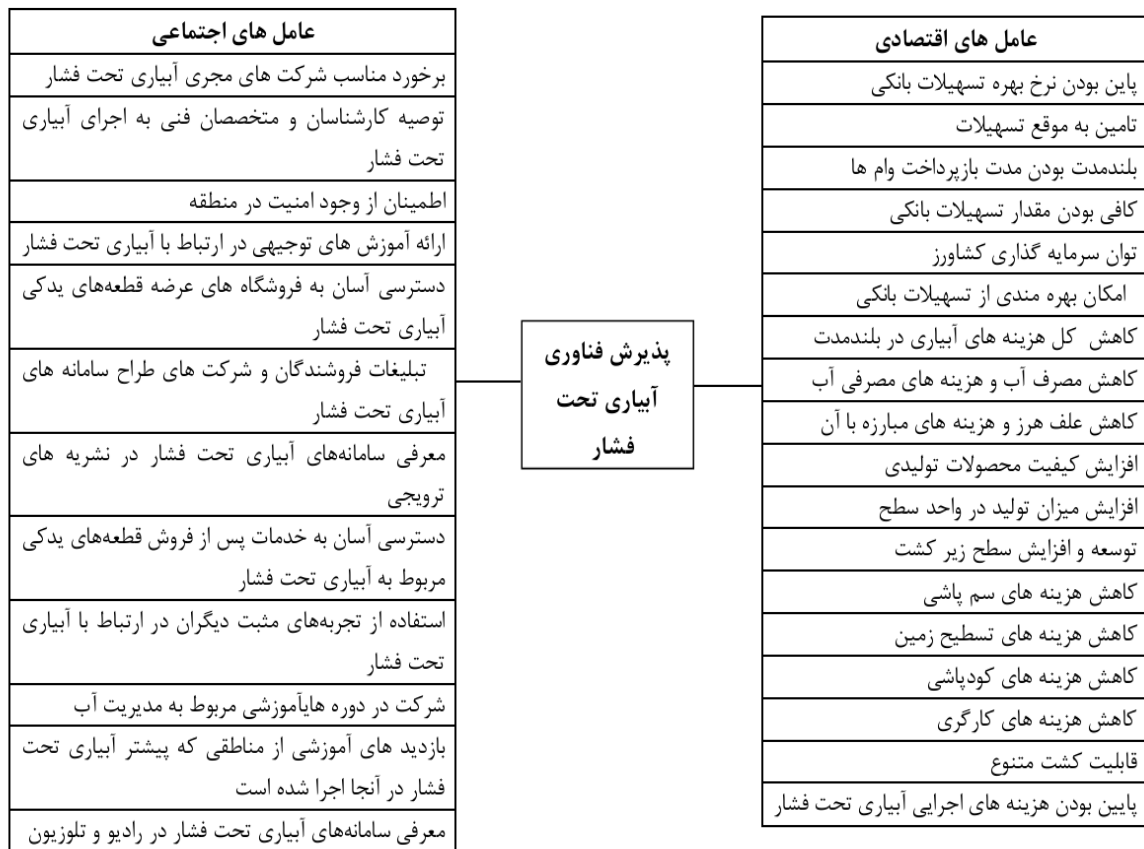 عامل های اقتصادی
پاین بودن نرخ بهره تسهیلات بانکی
تامین به موقع تسهیلات
بلندمدت بودن مدت بازپرداخت وام ها
کافی بودن مقدار تسهیلات بانکی
توان سرمایه گذاری کشاورز
امکان بهره مندی از تسهیلات بانکی
کاهش کل هزینه های آبیاری در بلندمدت
کاهش مصرف آب و هزینه های مصرفی آب
کاهش علف هرز و هزینه های مبارزه با آن
افزایش کیفیت محصولات تولیدی
افزایش میزان تولید در واحد سطح
توسعه و افزایش سطح زیر کشت
کاهش هزینه های سم پاشی
کاهش هزینه های تسطیح زمین
کاهش هزینه های کودپاشی
کاهش هزینه های کارگری
قابلیت کشت متنوع
پایین بودن هزینه های اجرایی آبیاری تحت فشار
پذیرش فناوری
آبیاری تحت
فشار
عامل های اجتماعی
برخورد مناسب شرکت های مجری آبیاری تحت فشار
توصیه کارشناسان و متخصصان فنی به اجرای آبیاری
تحت فشار
اطمینان از وجود امنیت در منطقه
ارائه آموزش های توجیهی در ارتباط با آبیاری تحت فشار
دسترسی آسان به فروشگاه های عرضه قطعه‌های یدکی
آبیاری تحت فشار
تبلیغات فروشندگان و شرکت های طراح سامانه های
آبیاری تحت فشار
معرفی سامانه‌های آبیاری تحت فشار در نشریه های
ترویجی
دسترسی آسان به خدمات پس از فروش قطعه‌های یدکی
مربوط به آبیاری تحت فشار
استفاده از تجربه‌های مثبت دیگران در ارتباط با آبیاری
تحت فشار
شرکت در دوره هایآموزشی مربوط به مدیریت آب
بازدید های آموزشی از مناطقی که پیشتر آبیاری تحت
فشار در آنجا اجرا شده است
معرفی سامانه‌های آبیاری تحت فشار در رادیو و تلوزیون